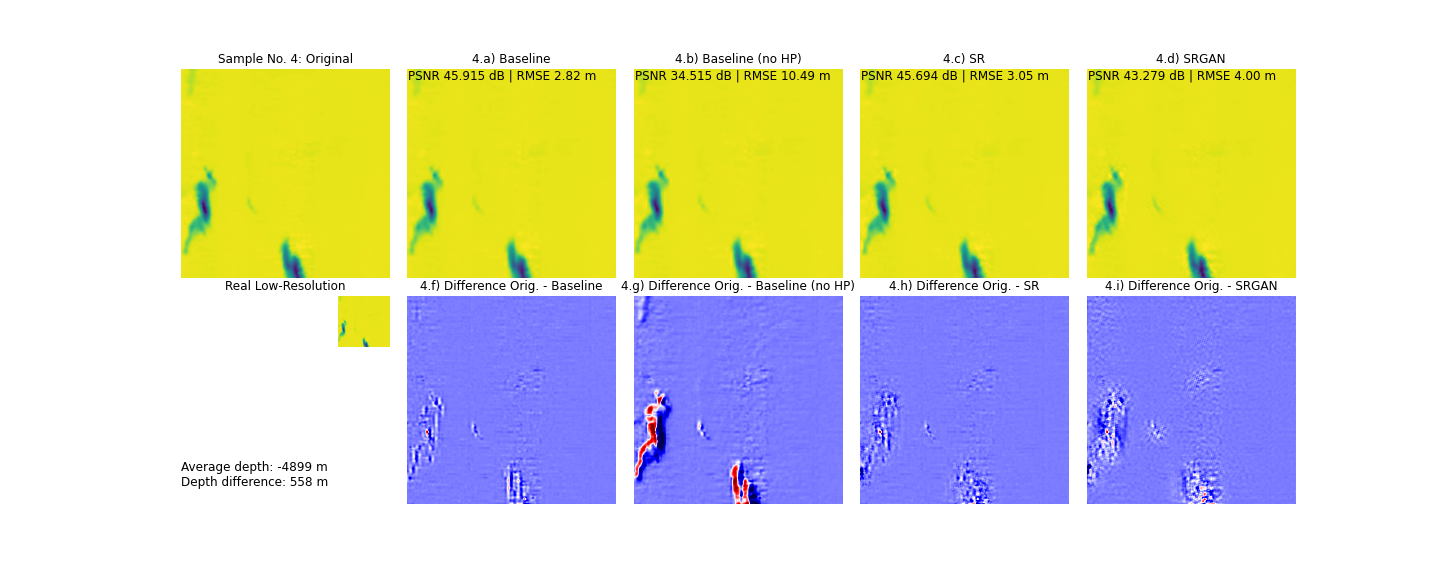 Sample No. 4: Original
4.a) Baseline
4.b) Baseline (no HP)
4.c) SR
4.d) SRGAN
PSNR 45.915 dB | RMSE 2.82 m
PSNR 34.515 dB | RMSE 10.49 m
PSNR 45.694 dB | RMSE 3.05 m
PSNR 43.279 dB | RMSE 4.00 m
Real Low-Resolution
4.f) Difference Orig. - Baseline
4.g) Difference Orig. - Baseline (no HP)
4.h) Difference Orig. - SR
4.i) Difference Orig. - SRGAN
Average depth: -4899 m
Depth difference: 558 m